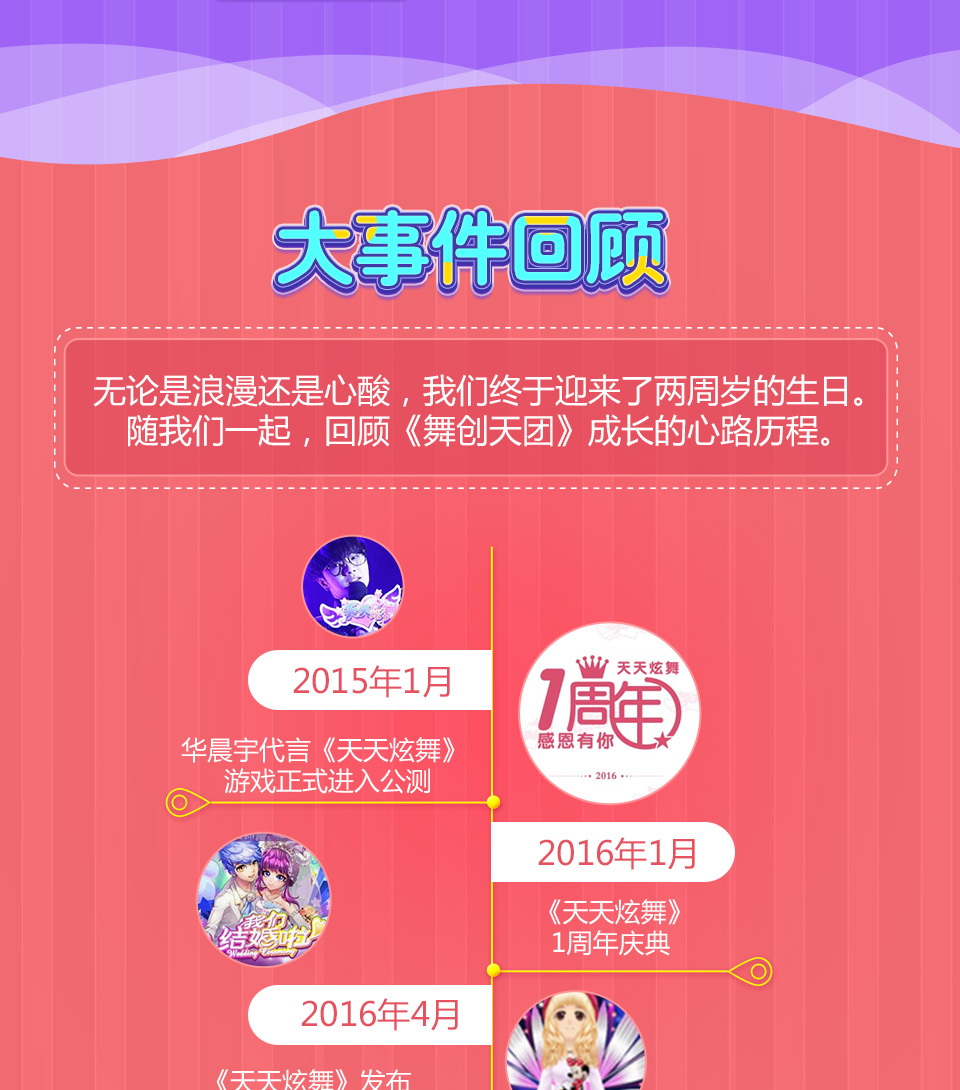 大事件回顾
无论是浪漫还是心酸，我们终于迎来了两周岁的生日。
随我们一起，回顾《舞创天团》成长的心路历程。
天天炫舞
2015年1月
华晨宇代言《天天炫舞》
游戏正式进入公测
天天炫舞
1周年
感恩有你
2016
2016年1月
《天天炫舞》
1周年庆典
我们
结婚啦
Wedding Ceremony
2016年4月
《天天炫舞》发布